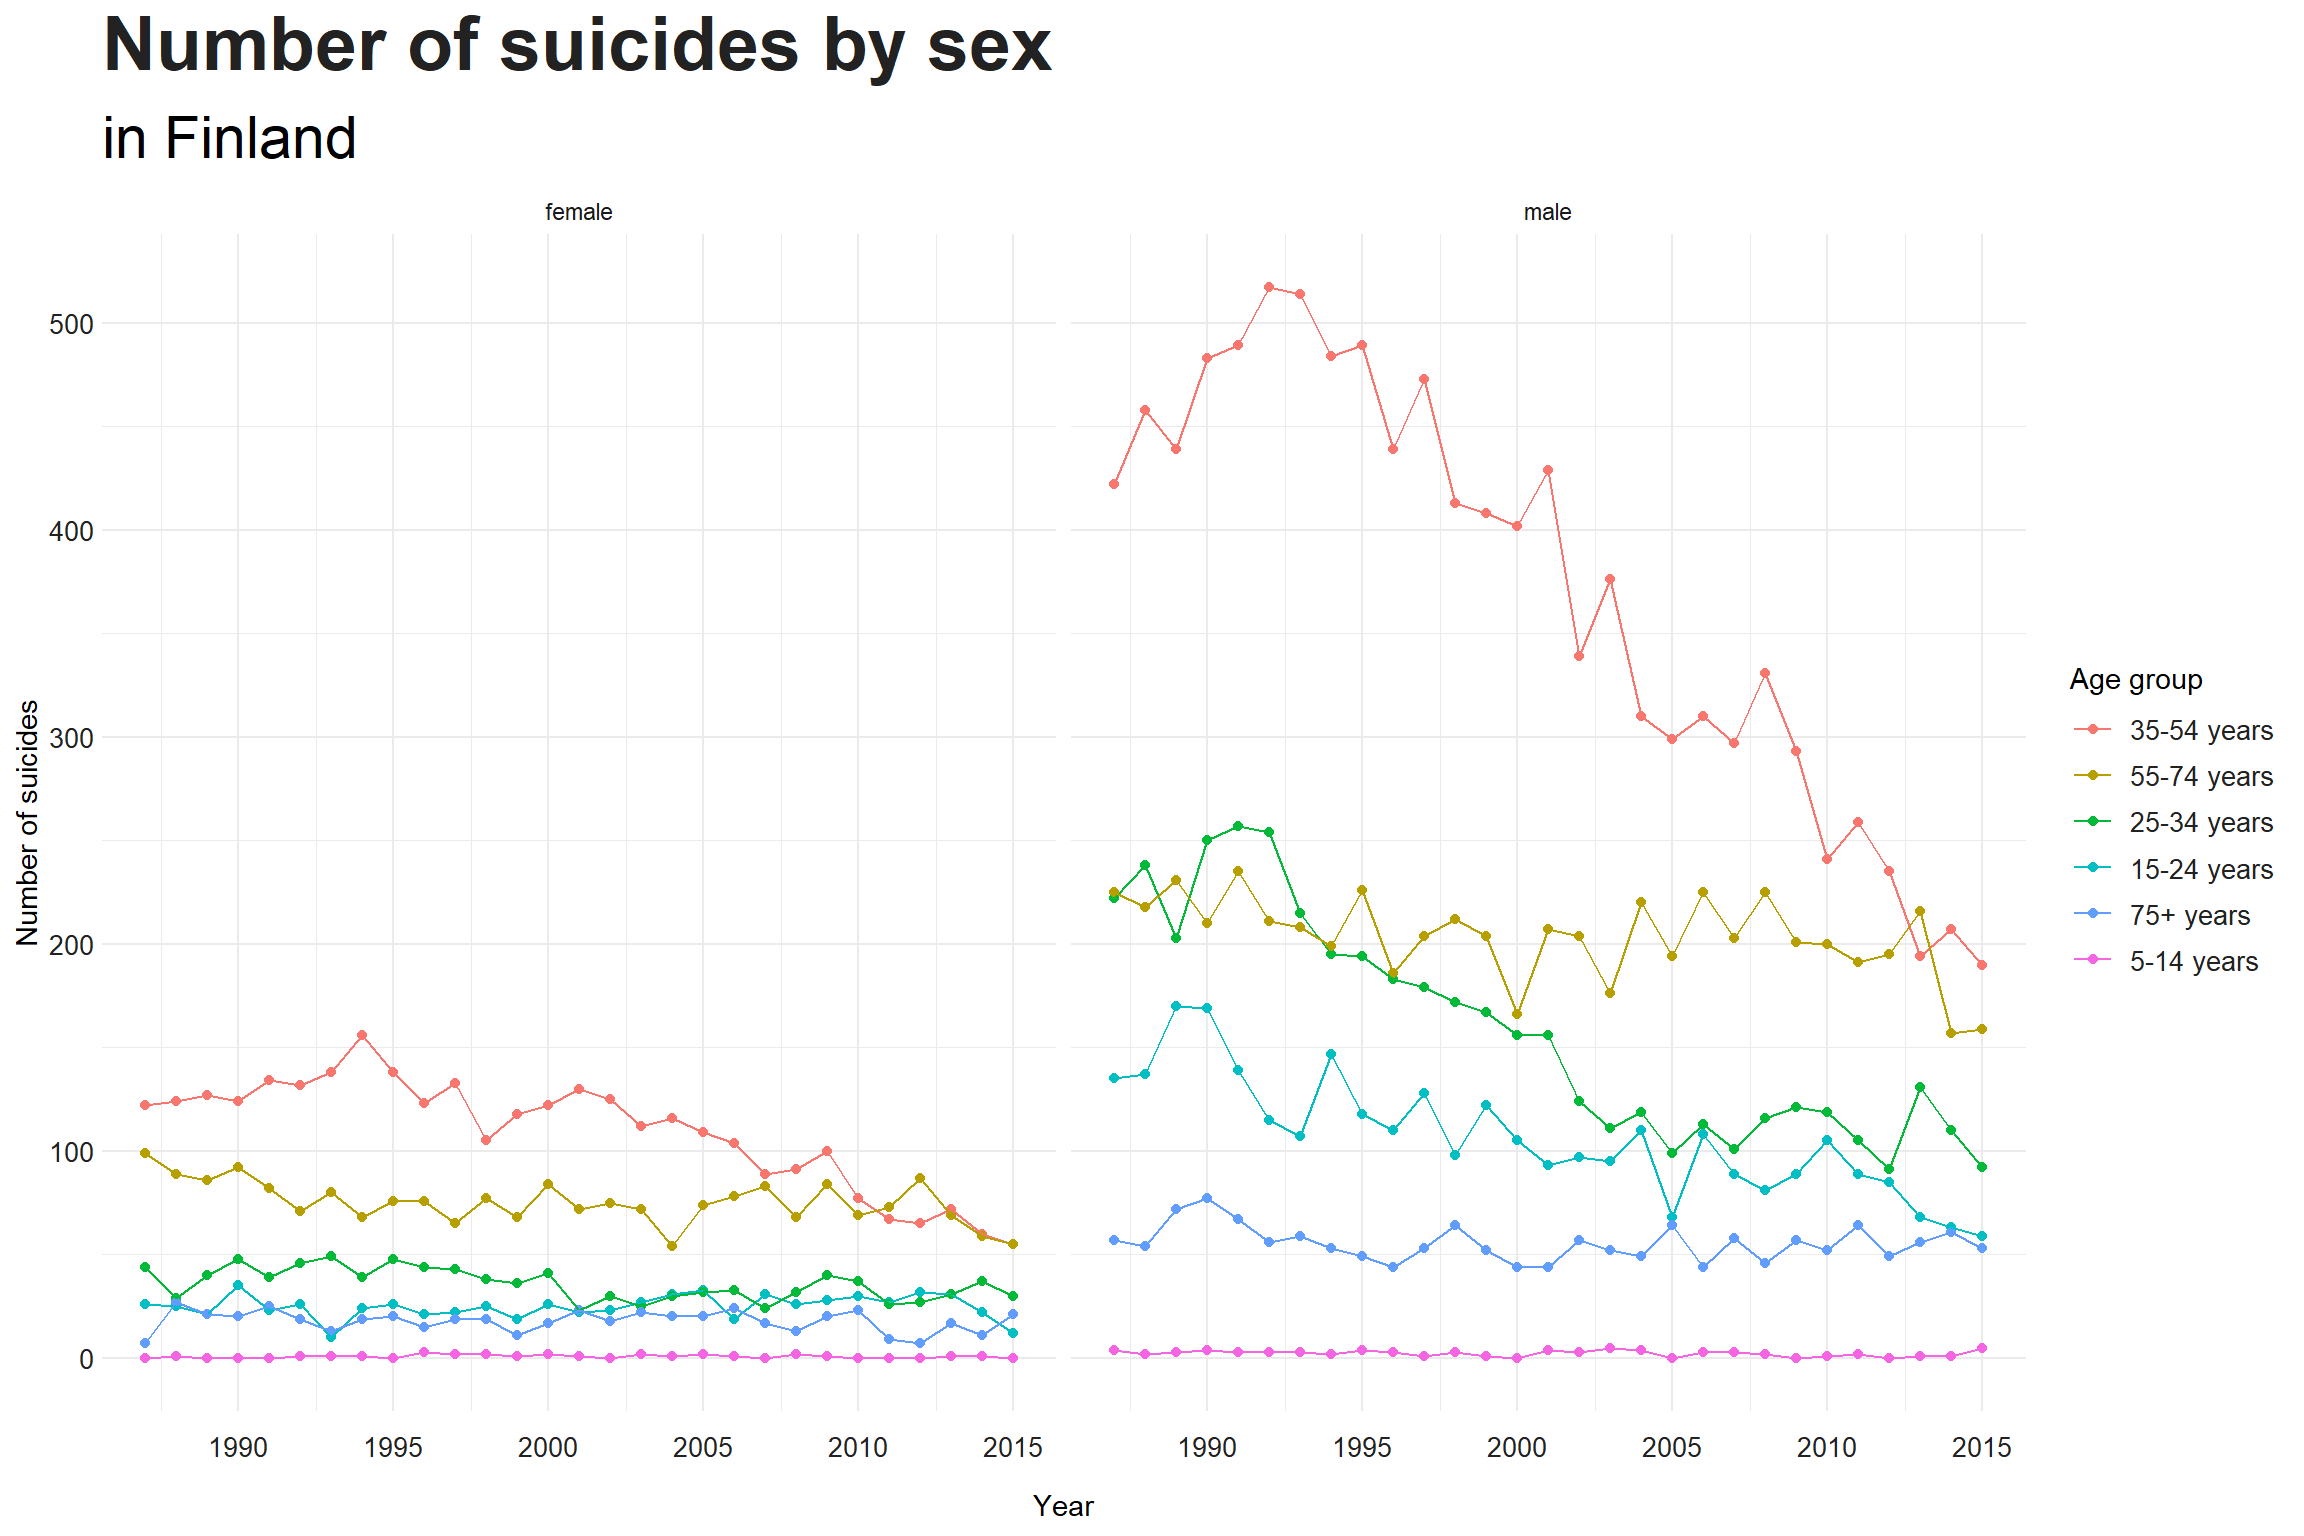 Number of suicides by sex
in Finland
female
male
Number of suicides
500
400
300
200
100
0
1990 1995 2000 2005 2010 2015
1990 1995 2000 2005 2010 2015
Year
Age group
35-54 years
55-74 years
25-34 years
15-24 years
75+ years
5-14 years